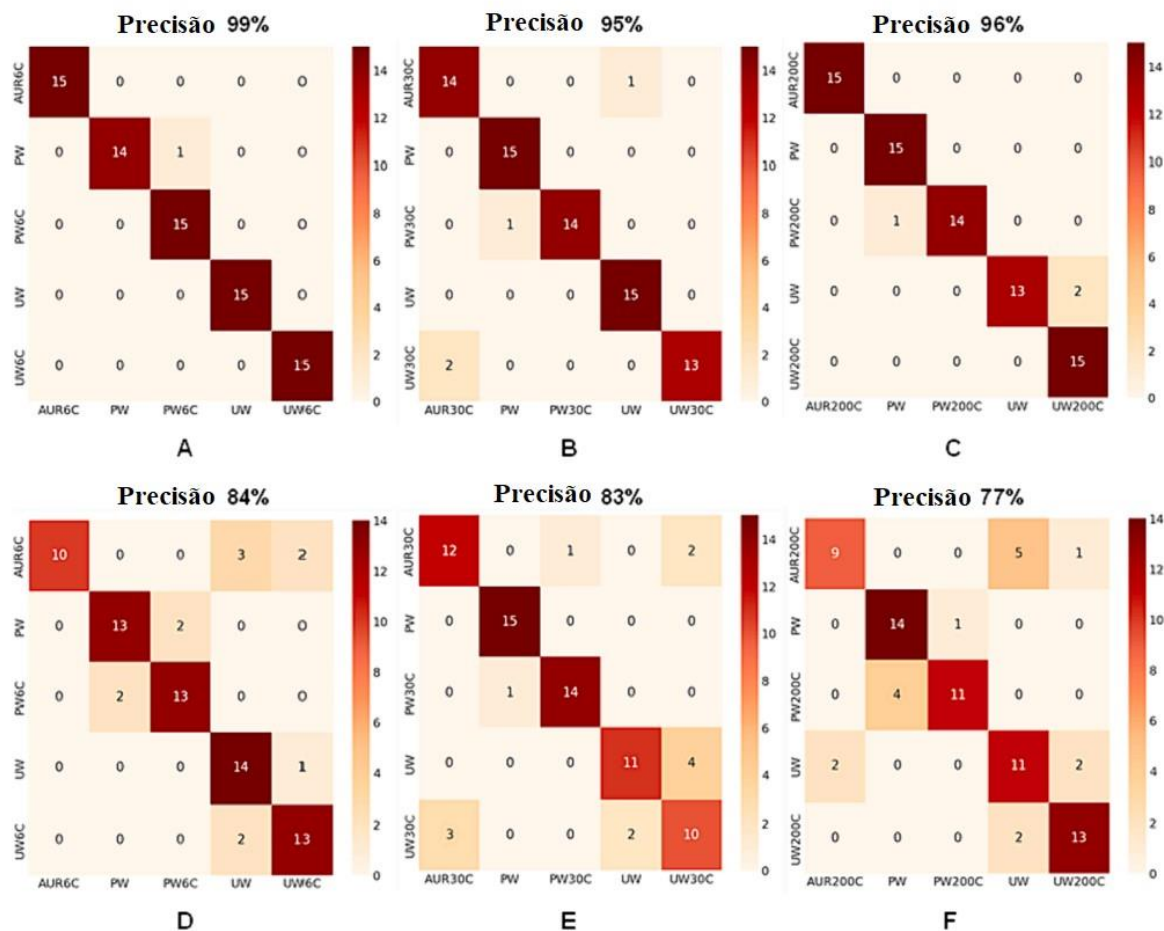 Precisão 99%
AUR6C 15 0 0 0 0
PW 0 14 1 0 0
PW6C 0 0 15 0 0
UW 0 0 0 15 0
UW6C 0 0 0 0 15
AUR6C PW PW6C UW UW6C
14
12
10
8
6
4
2
0
A
Precisão 95%
AUR30C 14 0 0 1 0
PW 0 15 0 0 0
PW30C 0 1 14 0 0
UW 0 0 0 15 0
UW30C 2 0 0 0 13
AUR30C PW PW30C UW UW30C
14
12
10
8
6
4
2
0
B
Precisão 96%
AUR200C 15 0 0 0 0
PW 0 15 0 0 0
PW200C 0 1 14 0 0
UW 0 0 0 13 2
UW200C 0 0 0 0 15
AUR200C PW PW200C UW UW200C
14
12
10
8
6
4
2
0
C
Precisão 84%
AUR6C 10 0 0 3 2
PW 0 13 2 0 0
PW6C 0 2 13 0 0
UW 0 0 0 14 1
UW6C 0 0 0 2 13
AUR6C PW PW6C UW UW6C
14
12
10
8
6
4
2
0
D
Precisão 83%
AUR30C 12 0 1 0 2
PW 0 15 0 0 0
PW30C 0 1 14 0 0
UW 0 0 0 11 4
UW30C 3 0 0 2 10
AUR30C PW PW30C UW UW30C
14
12
10
8
6
4
2
0
E
Precisão 77%
AUR200C 9 0 0 5 1
PW 0 14 1 0 0
PW200C 0 4 11 0 0
UW 2 0 0 11 2
UW200C 0 0 0 2 13
AUR200C PW PW200C UW UW200C
14
12
10
8
6
4
2
0
F